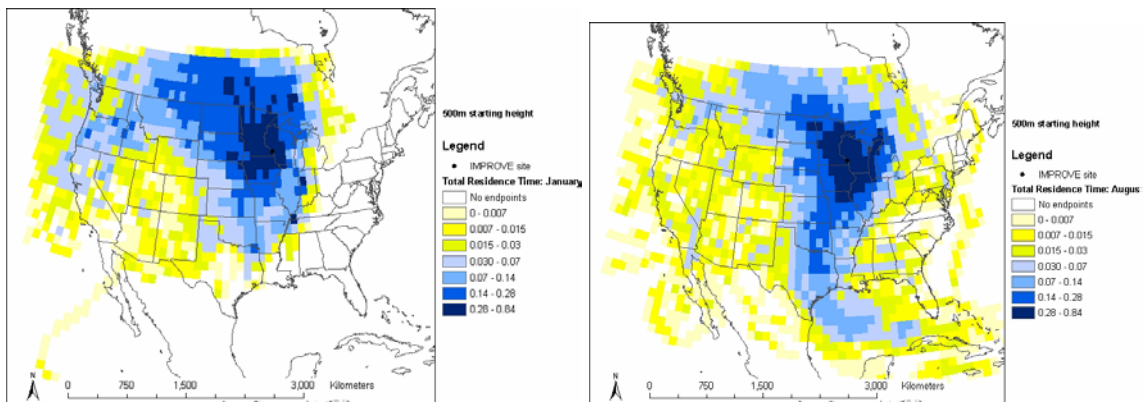 500m starting height
Legend
IMPROVE site
Total Residence Time: January
No endpoints
0 - 0.007
0.007 - 0.015
0.015 - 0.03
0.030 - 0.07
0.07 - 0.14
0.14 - 0.28
0.28 - 0.84
N
0 750 1,500 3,000 Kilometers
500m starting height
Legend
IMPROVE site
Total Residence Time: Augus
No endpoints
0 - 0.007
0.007 - 0.015
0.015 - 0.03
0.030 - 0.07
0.07 - 0.14
0.14 - 0.28
0.28 - 0.84
N
0 750 1,500 3,000 Kilometers